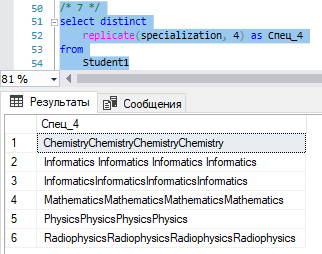 50 /* 7 */
51 select distinct
52 replicate(specialization, 4) as Спец_4
53 from
54 Student1
81 %
Результаты Сообщения
Спец_4
1 ChemistryChemistryChemistryChemistry
2 Informatics Informatics Informatics Informatics
3 InformaticsInformaticsInformaticsInformatics
4 MathematicsMathematicsMathematicsMathematics
5 PhysicsPhysicsPhysicsPhysics
6 RadiophysicsRadiophysicsRadiophysicsRadiophysics